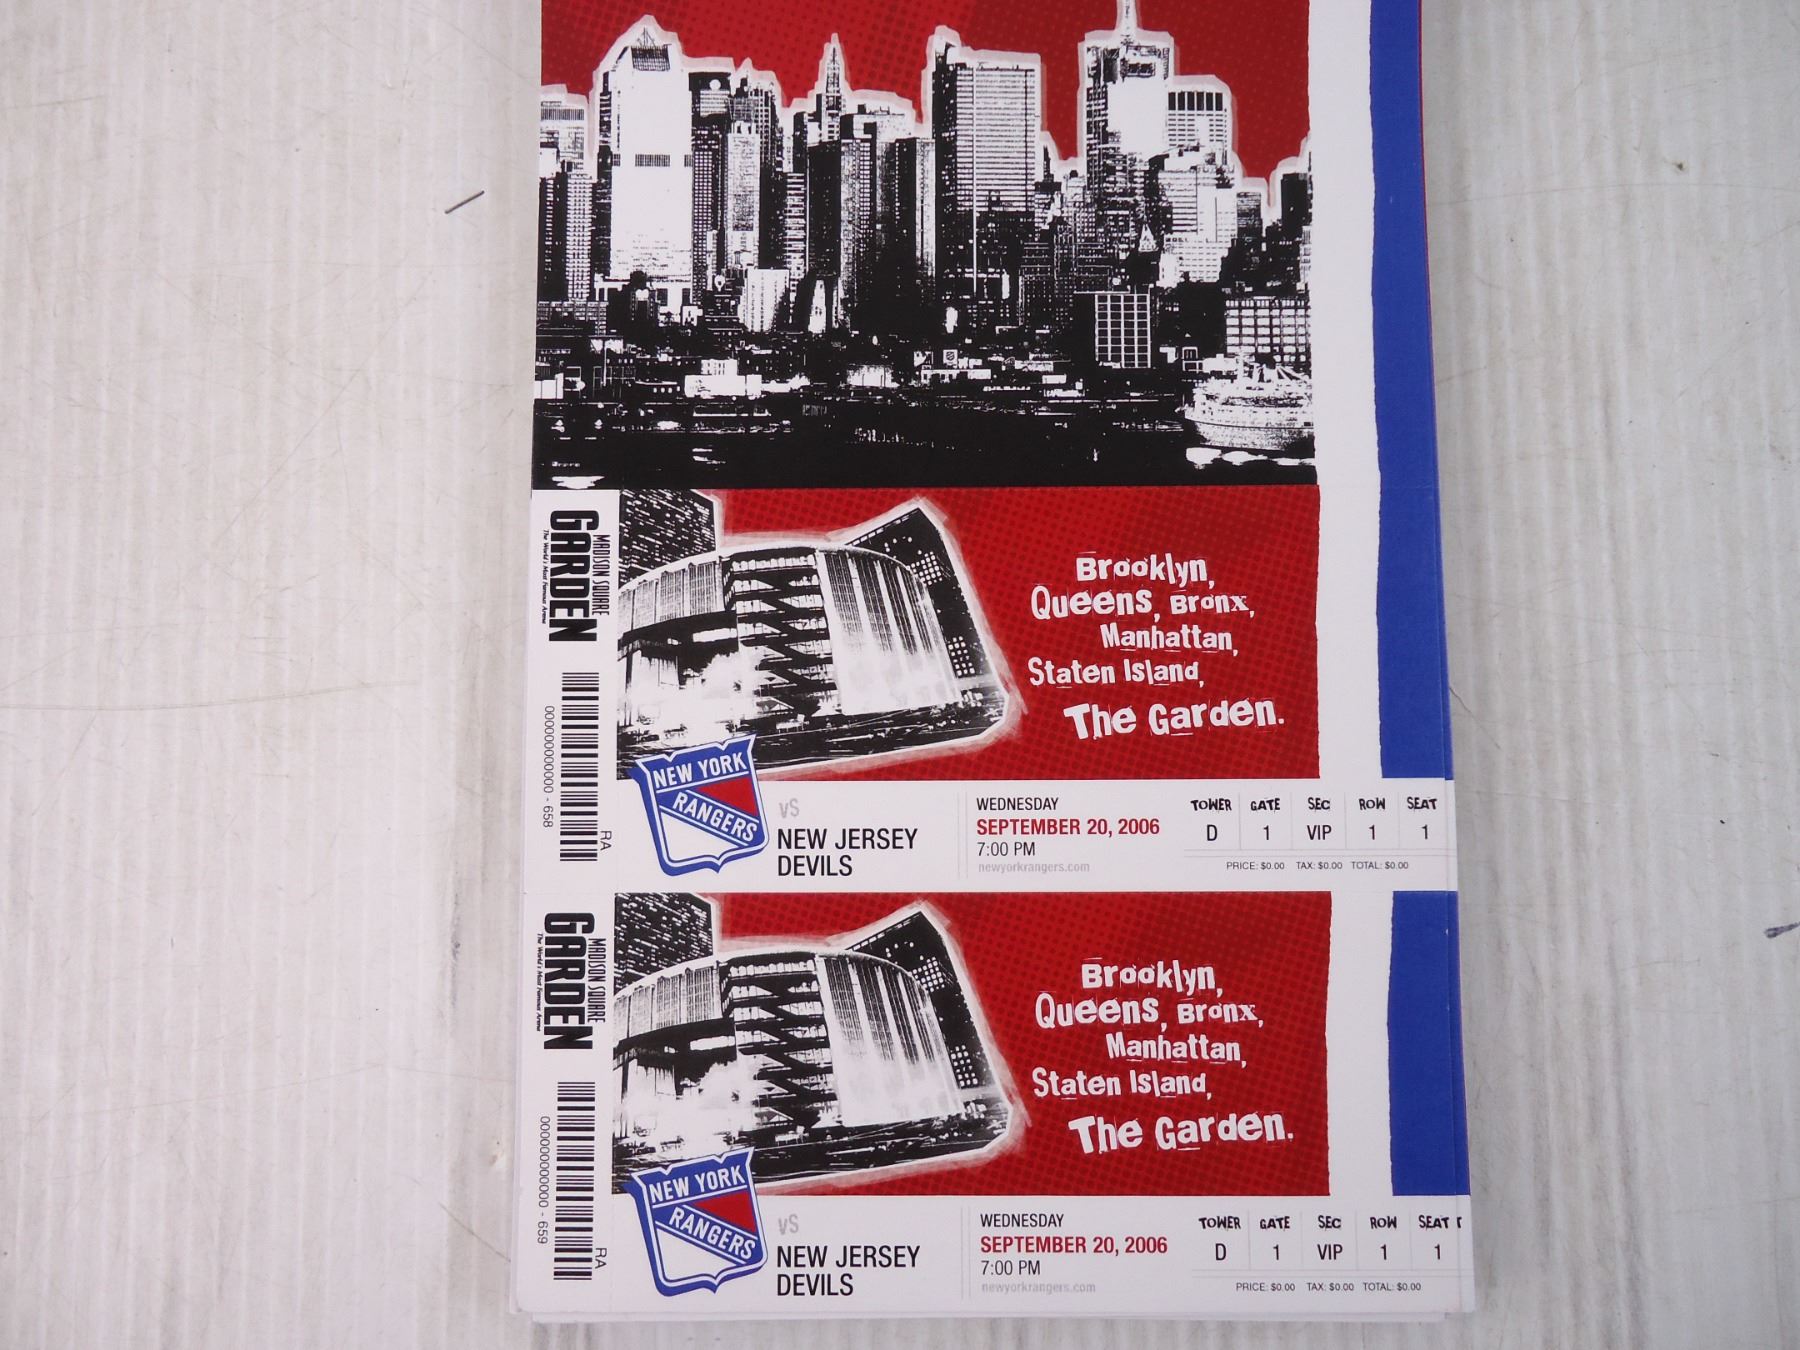 MADISON SQUARE
GARDEN
The World's Most Famous Arena
000000000000 - 658
RA
Brooklyn,
Queens, Bronx,
Manhattan,
Staten Island,
The Garden.
NEW YORK
RANGERS
vs
NEW JERSEY
DEVILS
WEDNESDAY
SEPTEMBER 20, 2006
7:00 PM
newyorkrangers.com
TOWER GATE SEC ROW SEAT
D 1 VIP 1 1
PRICE: $0.00 TAX: $0.00 TOTAL: $0.00
MADISON SQUARE
GARDEN
The World's Most Famous Arena
000000000000 - 659
RA
Brooklyn,
Queens, Bronx,
Manhattan,
Staten Island,
The Garden.
NEW YORK
RANGERS
vs
NEW JERSEY
DEVILS
WEDNESDAY
SEPTEMBER 20, 2006
7:00 PM
newyorkrangers.com
TOWER GATE SEC ROW SEAT
D 1 VIP 1 1
PRICE: $0.00 TAX: $0.00 TOTAL: $0.00